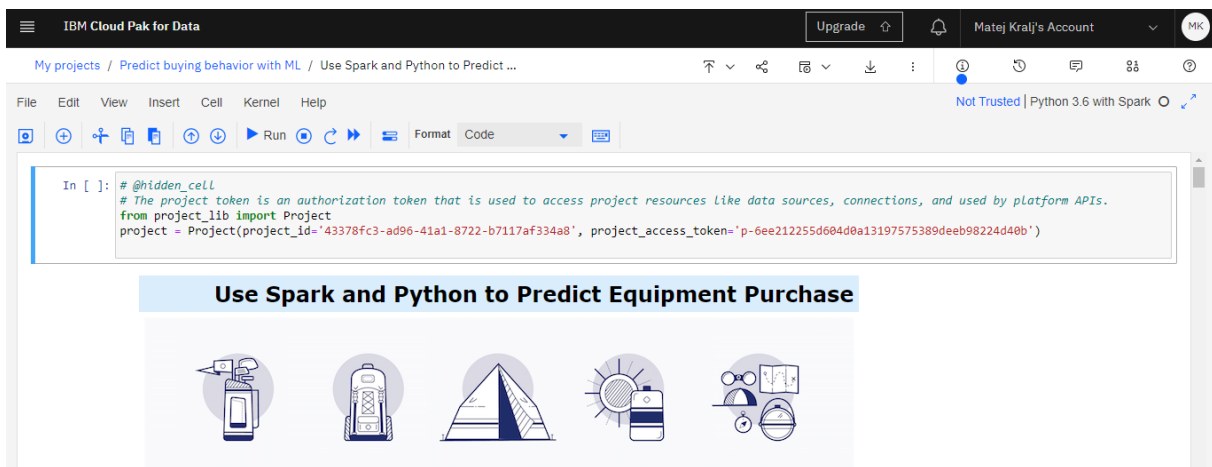 IBM Cloud Pak for Data
Upgrade
Matej Kralj's Account
MK
My projects / Predict buying behavior with ML / Use Spark and Python to Predict ...
File Edit View Insert Cell Kernel Help
Not Trusted | Python 3.6 with Spark
Run
Format Code
In [ ]: # @hidden_cell
# The project token is an authorization token that is used to access project resources like data sources, connections, and used by platform APIs.
from project_lib import Project
project = Project(project_id='43378fc3-ad96-41a1-8722-b7117af334a8', project_access_token='p-6ee212255d604d0a13197575389deeb98224d40b')
Use Spark and Python to Predict Equipment Purchase